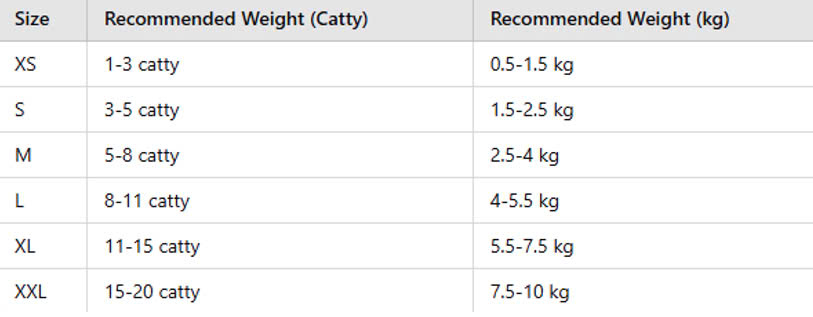 Size Recommended Weight (Catty) Recommended Weight (kg)
XS 1-3 catty 0.5-1.5 kg
S 3-5 catty 1.5-2.5 kg
M 5-8 catty 2.5-4 kg
L 8-11 catty 4-5.5 kg
XL 11-15 catty 5.5-7.5 kg
XXL 15-20 catty 7.5-10 kg